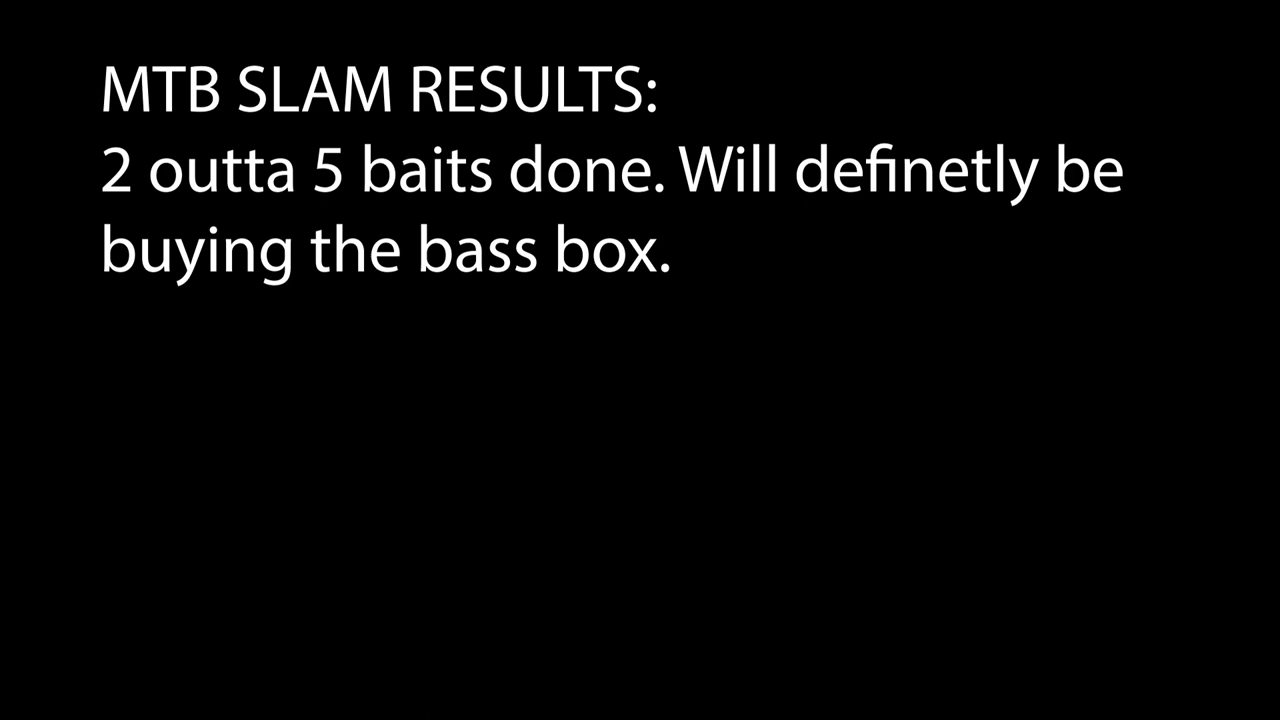 MTB SLAM RESULTS:
2 outta 5 baits done. Will definetly be
buying the bass box.